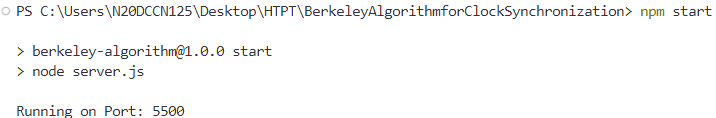 PS C:\Users\N20DCCN125\Desktop\HTPT\BerkeleyAlgorithmforClockSynchronization> npm start
> berkeley-algorithm@1.0.0 start
> node server.js
Running on Port: 5500